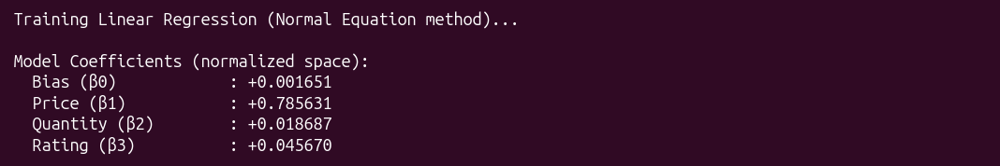 Training Linear Regression (Normal Equation method)...
Model Coefficients (normalized space):
Bias (β0) : +0.001651
Price (β1) : +0.785631
Quantity (β2) : +0.018687
Rating (β3) : +0.045670